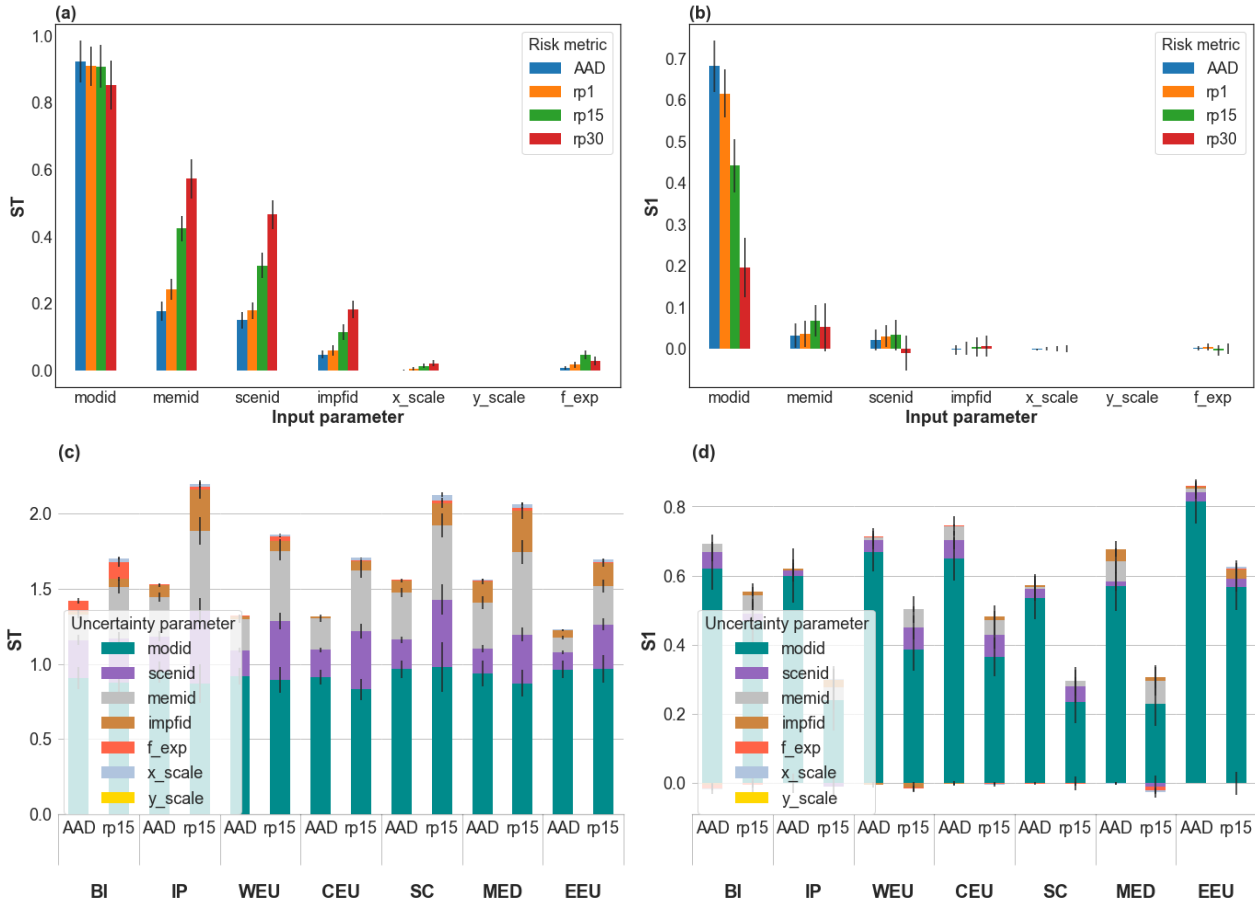 (a)
1.0
0.8
0.6
0.4
0.2
0.0
ST
Risk metric
AAD
rp1
rp15
rp30
modid memid scenid impfid x_scale y_scale f_exp
Input parameter
(b)
0.7
0.6
0.5
0.4
0.3
0.2
0.1
0.0
S1
Risk metric
AAD
rp1
rp15
rp30
modid memid scenid impfid x_scale y_scale f_exp
Input parameter
(c)
2.0
1.5
1.0
0.5
0.0
ST
Uncertainty parameter
modid
scenid
memid
impfid
f_exp
x_scale
y_scale
AAD rp15 AAD rp15 AAD rp15 AAD rp15 AAD rp15 AAD rp15 AAD rp15
BI IP WEU CEU SC MED EEU
(d)
0.8
0.6
0.4
0.2
0.0
S1
Uncertainty parameter
modid
scenid
memid
impfid
f_exp
x_scale
y_scale
AAD rp15 AAD rp15 AAD rp15 AAD rp15 AAD rp15 AAD rp15 AAD rp15
BI IP WEU CEU SC MED EEU